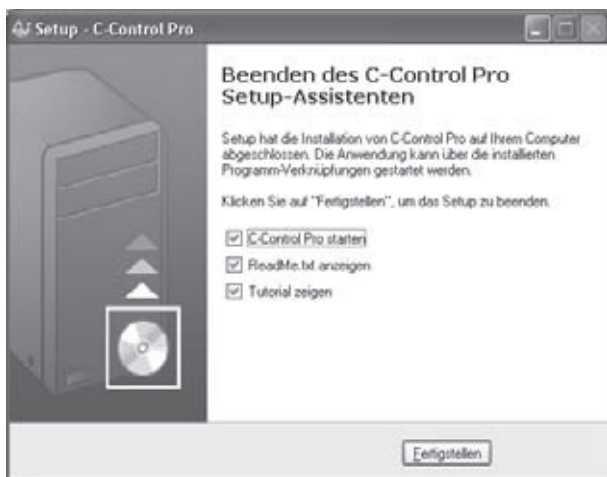 Setup - C-Control Pro
Beenden des C-Control Pro
Setup-Assistenten
Setup hat die Installation von C-Control Pro auf Ihrem Computer
abgeschlossen. Die Anwendung kann über die installierten
Programm-Verknüpfungen gestartet werden.
Klicken Sie auf "Fertigstellen", um das Setup zu beenden.
C-Control Pro starten
ReadMe.txt anzeigen
Tutorial zeigen
Fertigstellen